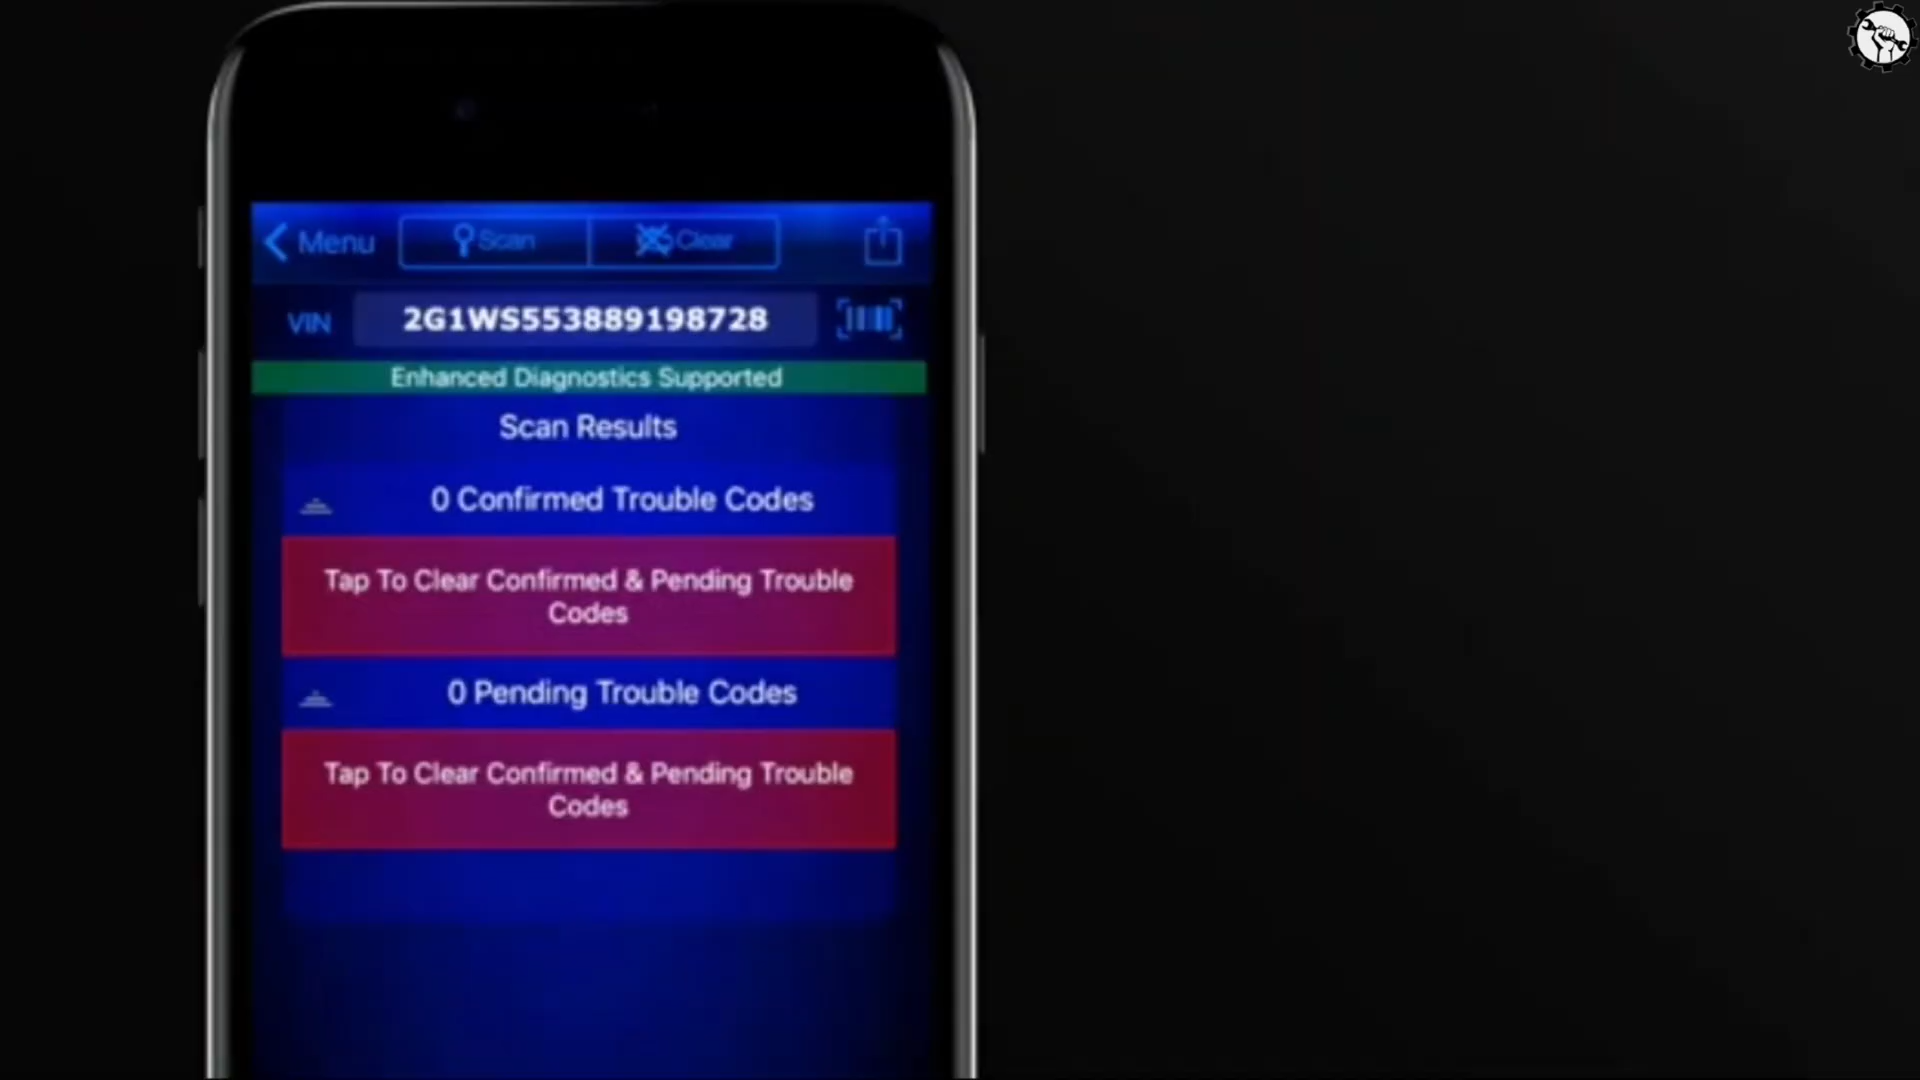 Menu
Scan
Clear
VIN
2G1WS553889198728
Enhanced Diagnostics Supported
Scan Results
0 Confirmed Trouble Codes
Tap To Clear Confirmed & Pending Trouble
Codes
0 Pending Trouble Codes
Tap To Clear Confirmed & Pending Trouble
Codes